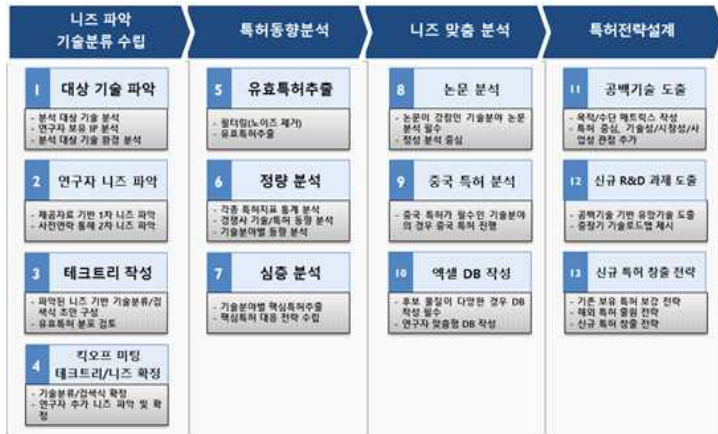 니즈 파악
기술분류 수립
1 대상 기술 파악
- 분석 대상 기술 분석
- 연구자 보유 IP 분석
- 분석 대상 기술 환경 분석
2 연구자 니즈 파악
- 제공자료 기반 1차 니즈 파악
- 사전연락 통해 2차 니즈 파악
3 테크트리 작성
- 파악된 니즈 기반 기술분류/검
색식 초안 구성
- 유효특허 분포 검토
4 킥오프 미팅
테크트리/니즈 확정
- 기술분류/검색식 확정
- 연구자 추가 니즈 파악 및 확
정
특허동향분석
5 유효특허추출
- 필터링(노이즈 제거)
- 유효특허추출
6 정량 분석
- 각종 특허지표 통계 분석
- 경쟁사 기술/특허 동향 분석
- 기술분야별 동향 분석
7 심층 분석
- 기술분야별 핵심특허추출
- 핵심특허 대응 전략 수립
니즈 맞춤 분석
8 논문 분석
- 논문이 강점인 기술분야 논문
분석 필수
- 정성 분석 중심
9 중국 특허 분석
- 중국 특허가 필수인 기술분야
의 경우 중국 특허 진행
10 엑셀 DB 작성
- 후보 물질이 다양한 경우 DB
작성 필수
- 연구자 맞춤형 DB 작성
특허전략설계
11 공백기술 도출
- 목적/수단 매트릭스 작성
- 특허 중심, 기술성/시장성/사
업성 관점 추가
12 신규 R&D 과제 도출
- 공백기술 기반 유망기술 도출
- 중장기 기술로드맵 제시
13 신규 특허 창출 전략
- 기존 보유 특허 보강 전략
- 해외 특허 출원 전략
- 신규 특허 창출 전략